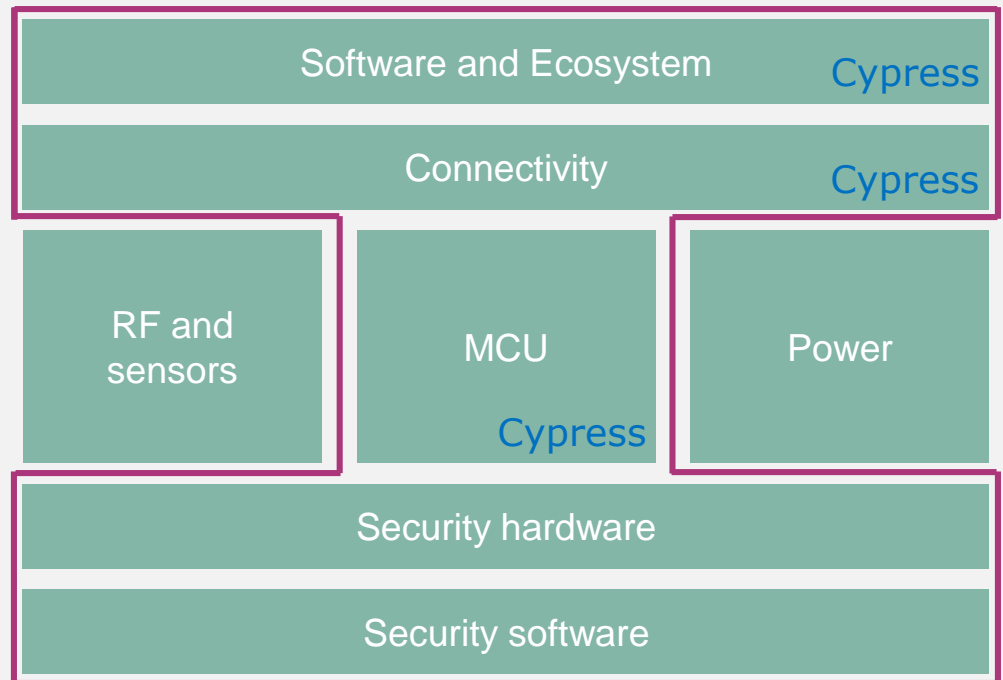 Software and Ecosystem
Cypress
Connectivity
Cypress
RF and
sensors
MCU
Cypress
Power
Security hardware
Security software